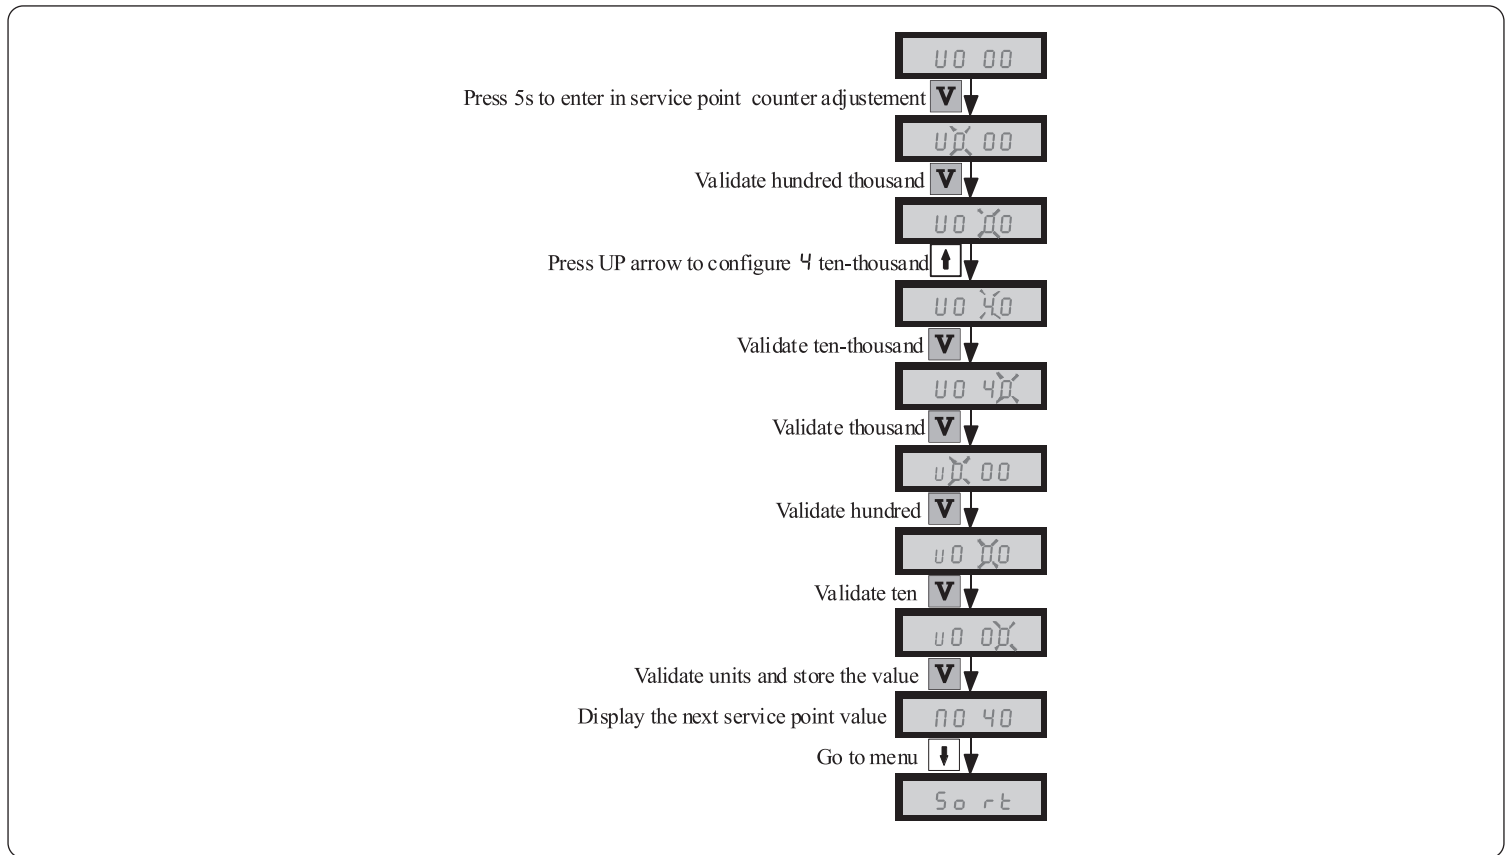 U0 00
Press 5s to enter in service point counter adjustement V
U0 00
Validate hundred thousand V
U0 00
Press UP arrow to configure 4 ten-thousand
U0 40
Validate ten-thousand V
U0 40
Validate thousand V
u0 00
Validate hundred V
u0 00
Validate ten V
u0 00
Validate units and store the value V
Display the next service point value n0 40
Go to menu
So rt